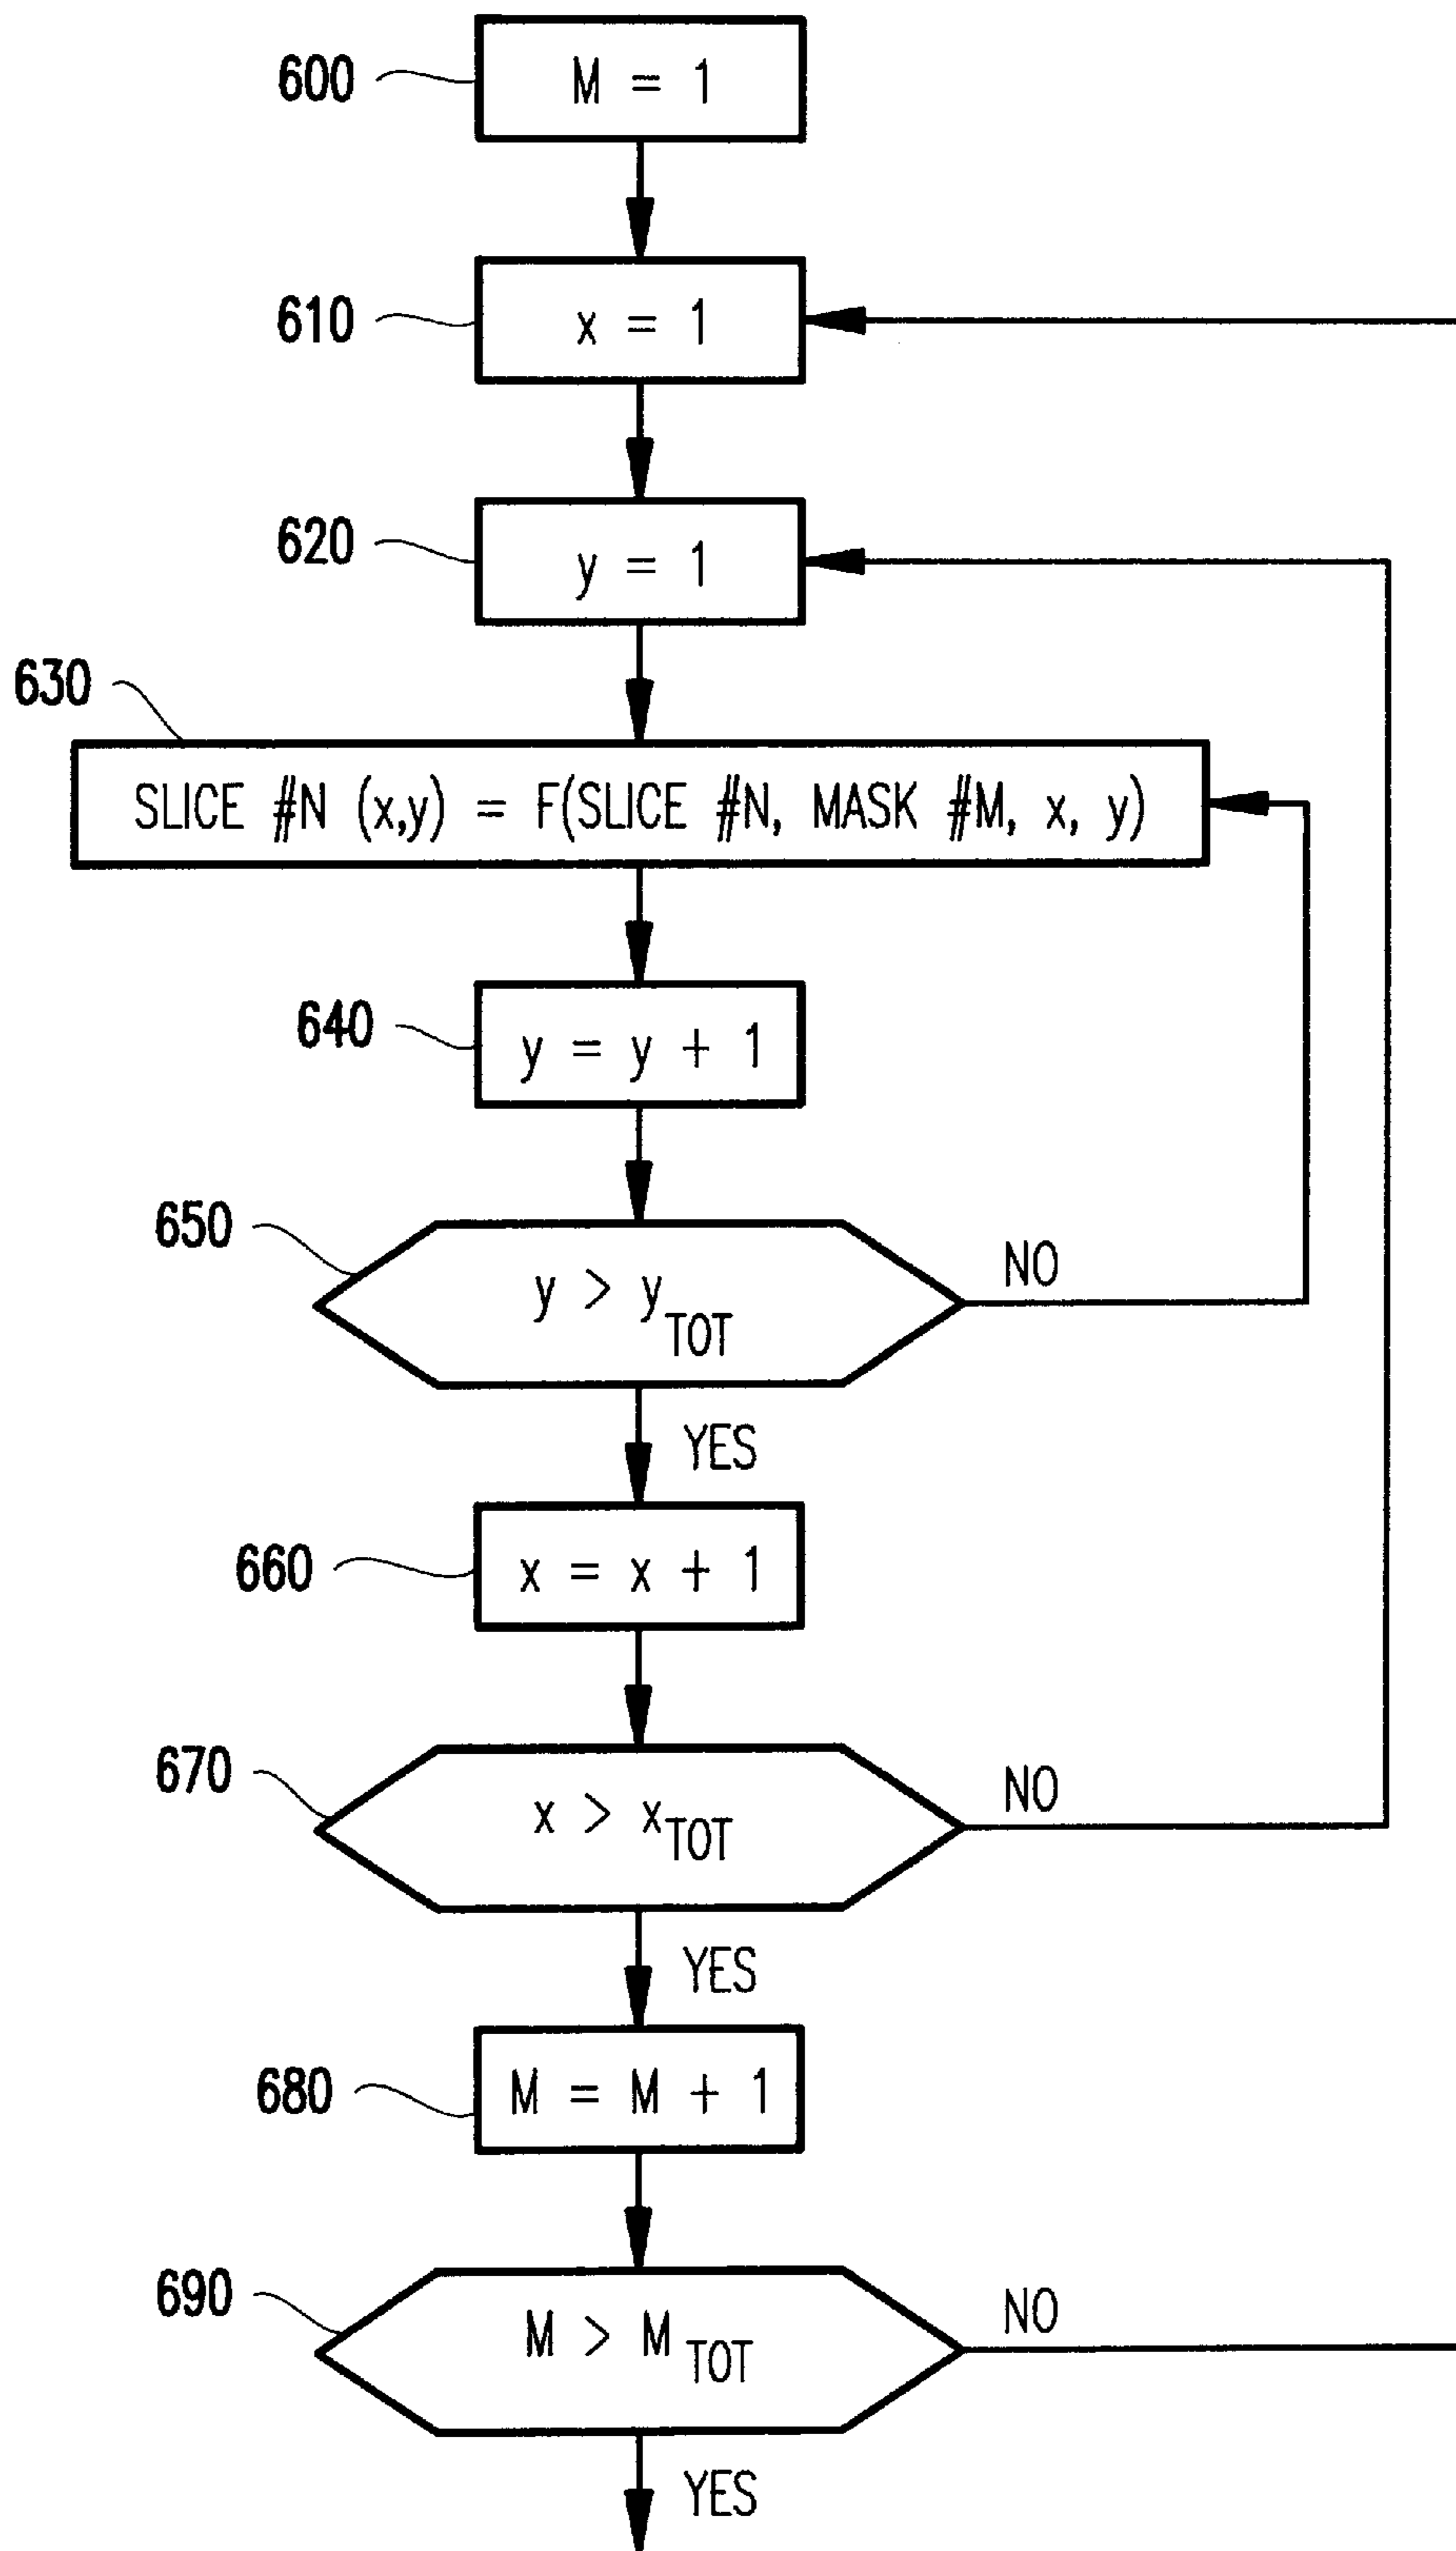 600
M = 1
610
x = 1
620
y = 1
630
SLICE #N (x,y) = F(SLICE #N, MASK #M, x, y)
640
y = y + 1
650
y > yTOT
NO
YES
660
x = x + 1
670
x > xTOT
NO
YES
680
M = M + 1
690
M > MTOT
NO
YES